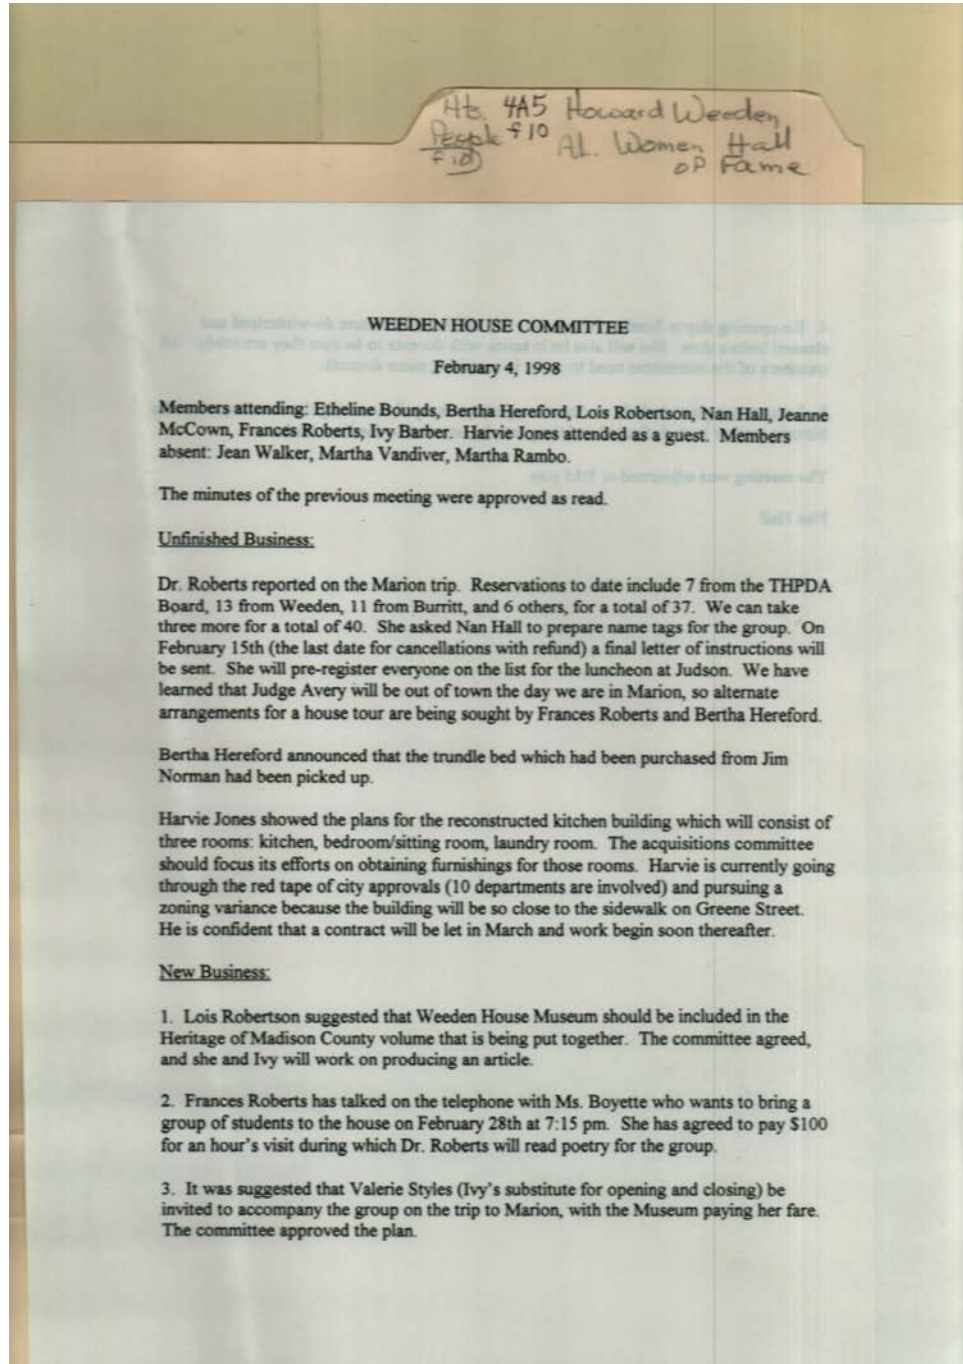 Hts. 4A5 Howard Weeden
People f10 AL. Women Hall
f10 of Fame
WEEDEN HOUSE COMMITTEE
February 4, 1998
Members attending: Etheline Bounds, Bertha Hereford, Lois Robertson, Nan Hall, Jeanne
McCown, Frances Roberts, Ivy Barber. Harvie Jones attended as a guest. Members
absent: Jean Walker, Martha Vandiver, Martha Rambo.
The minutes of the previous meeting were approved as read.
Unfinished Business:
Dr. Roberts reported on the Marion trip. Reservations to date include 7 from the THPDA
Board, 13 from Weeden, 11 from Burritt, and 6 others, for a total of 37. We can take
three more for a total of 40. She asked Nan Hall to prepare name tags for the group. On
February 15th (the last date for cancellations with refund) a final letter of instructions will
be sent. She will pre-register everyone on the list for the luncheon at Judson. We have
learned that Judge Avery will be out of town the day we are in Marion, so alternate
arrangements for a house tour are being sought by Frances Roberts and Bertha Hereford.
Bertha Hereford announced that the trundle bed which had been purchased from Jim
Norman had been picked up.
Harvie Jones showed the plans for the reconstructed kitchen building which will consist of
three rooms: kitchen, bedroom/sitting room, laundry room. The acquisitions committee
should focus its efforts on obtaining furnishings for those rooms. Harvie is currently going
through the red tape of city approvals (10 departments are involved) and pursuing a
zoning variance because the building will be so close to the sidewalk on Greene Street.
He is confident that a contract will be let in March and work begin soon thereafter.
New Business:
1. Lois Robertson suggested that Weeden House Museum should be included in the
Heritage of Madison County volume that is being put together. The committee agreed,
and she and Ivy will work on producing an article.
2. Frances Roberts has talked on the telephone with Ms. Boyette who wants to bring a
group of students to the house on February 28th at 7:15 pm. She has agreed to pay $100
for an hour's visit during which Dr. Roberts will read poetry for the group.
3. It was suggested that Valerie Styles (Ivy's substitute for opening and closing) be
invited to accompany the group on the trip to Marion, with the Museum paying her fare.
The committee approved the plan.